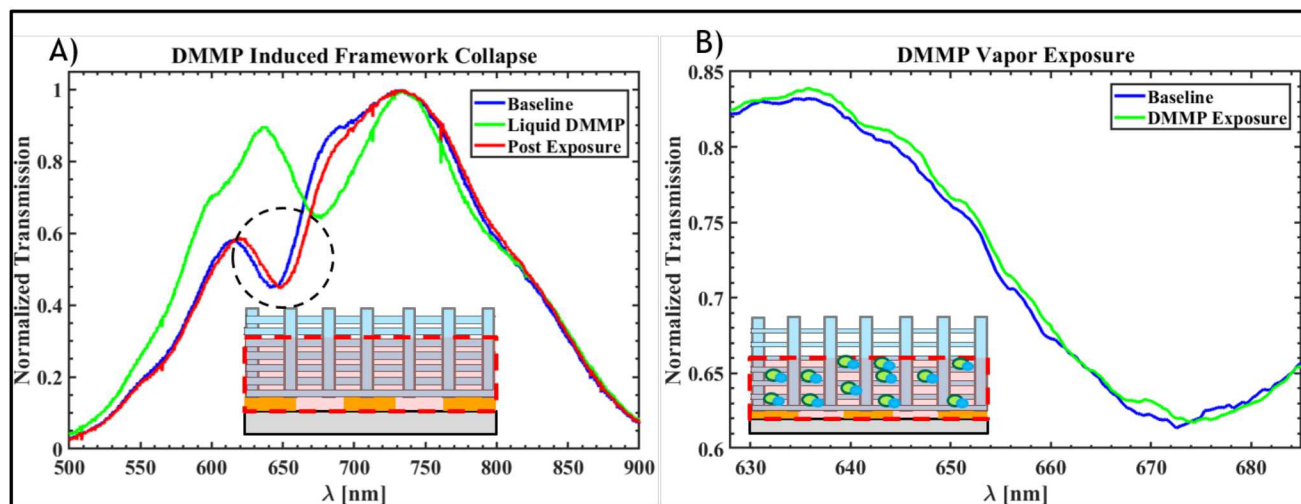 A)
DMMP Induced Framework Collapse
Normalized Transmission
1
0.8
0.6
0.4
0.2
0
Baseline
Liquid DMMP
Post Exposure
500
600
650
700
750
800
850
900
550
λ [nm]
B)
DMMP Vapor Exposure
Normalized Transmission
0.85
0.8
0.75
0.7
0.65
0.6
Baseline
DMMP Exposure
630
640
650
660
670
680
λ [nm]